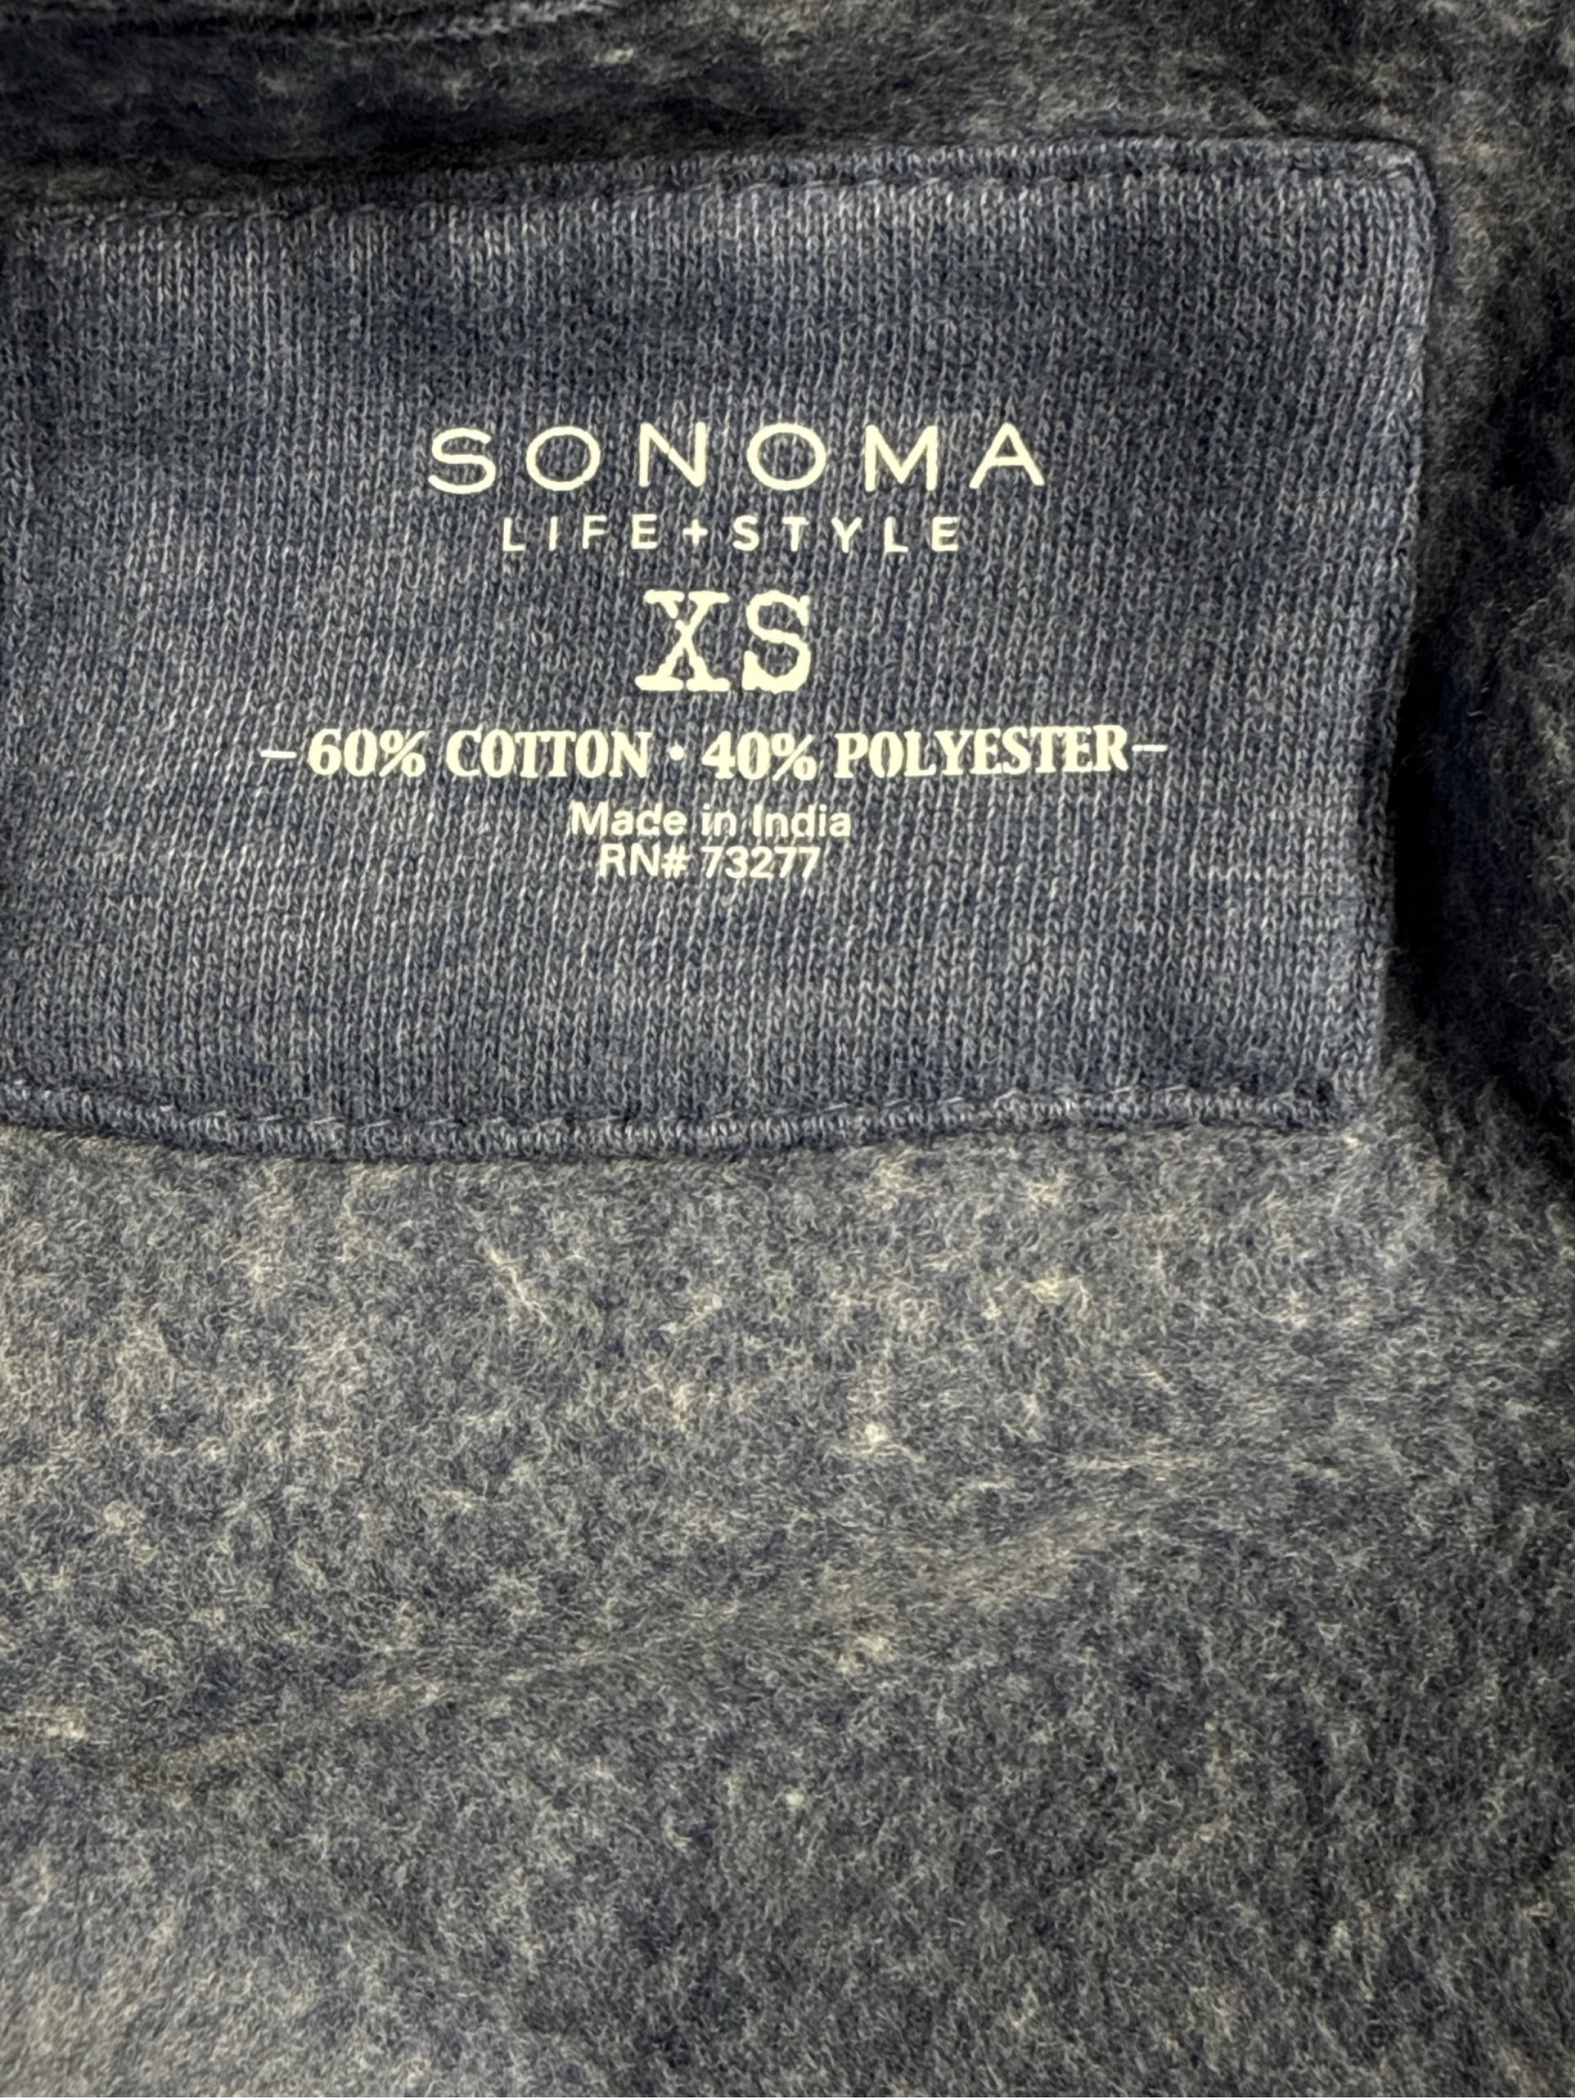 SONOMA
LIFE+STYLE
XS
-60% COTTON • 40% POLYESTER-
Made in India
RN# 73277